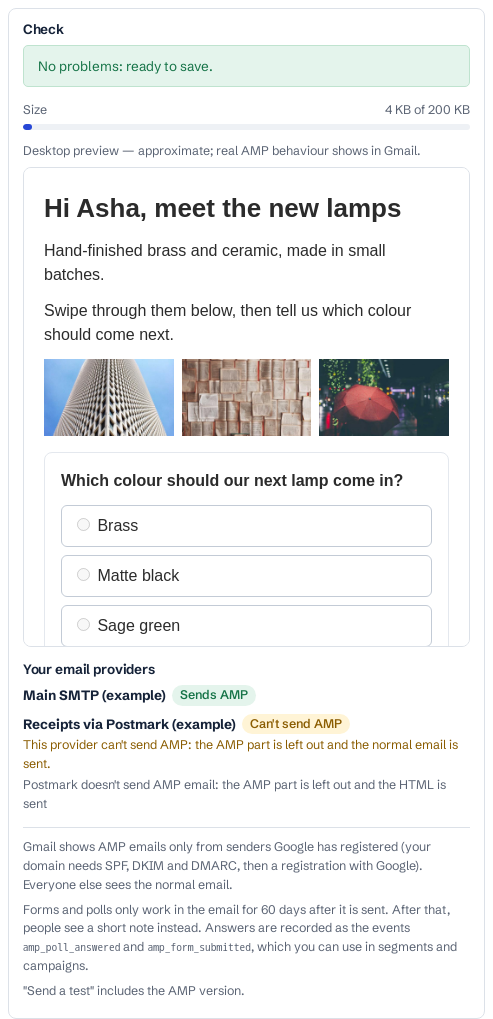 Check
No problems: ready to save.
Size 4 KB of 200 KB
Desktop preview — approximate; real AMP behaviour shows in Gmail.
Hi Asha, meet the new lamps
Hand-finished brass and ceramic, made in small
batches.
Swipe through them below, then tell us which colour
should come next.
Which colour should our next lamp come in?
Brass
Matte black
Sage green
Your email providers
Main SMTP (example) Sends AMP
Receipts via Postmark (example) Can't send AMP
This provider can't send AMP: the AMP part is left out and the normal email is
sent.
Postmark doesn't send AMP email: the AMP part is left out and the HTML is
sent
Gmail shows AMP emails only from senders Google has registered (your
domain needs SPF, DKIM and DMARC, then a registration with Google).
Everyone else sees the normal email.
Forms and polls only work in the email for 60 days after it is sent. After that,
people see a short note instead. Answers are recorded as the events
amp_poll_answered and amp_form_submitted, which you can use in segments and
campaigns.
"Send a test" includes the AMP version.